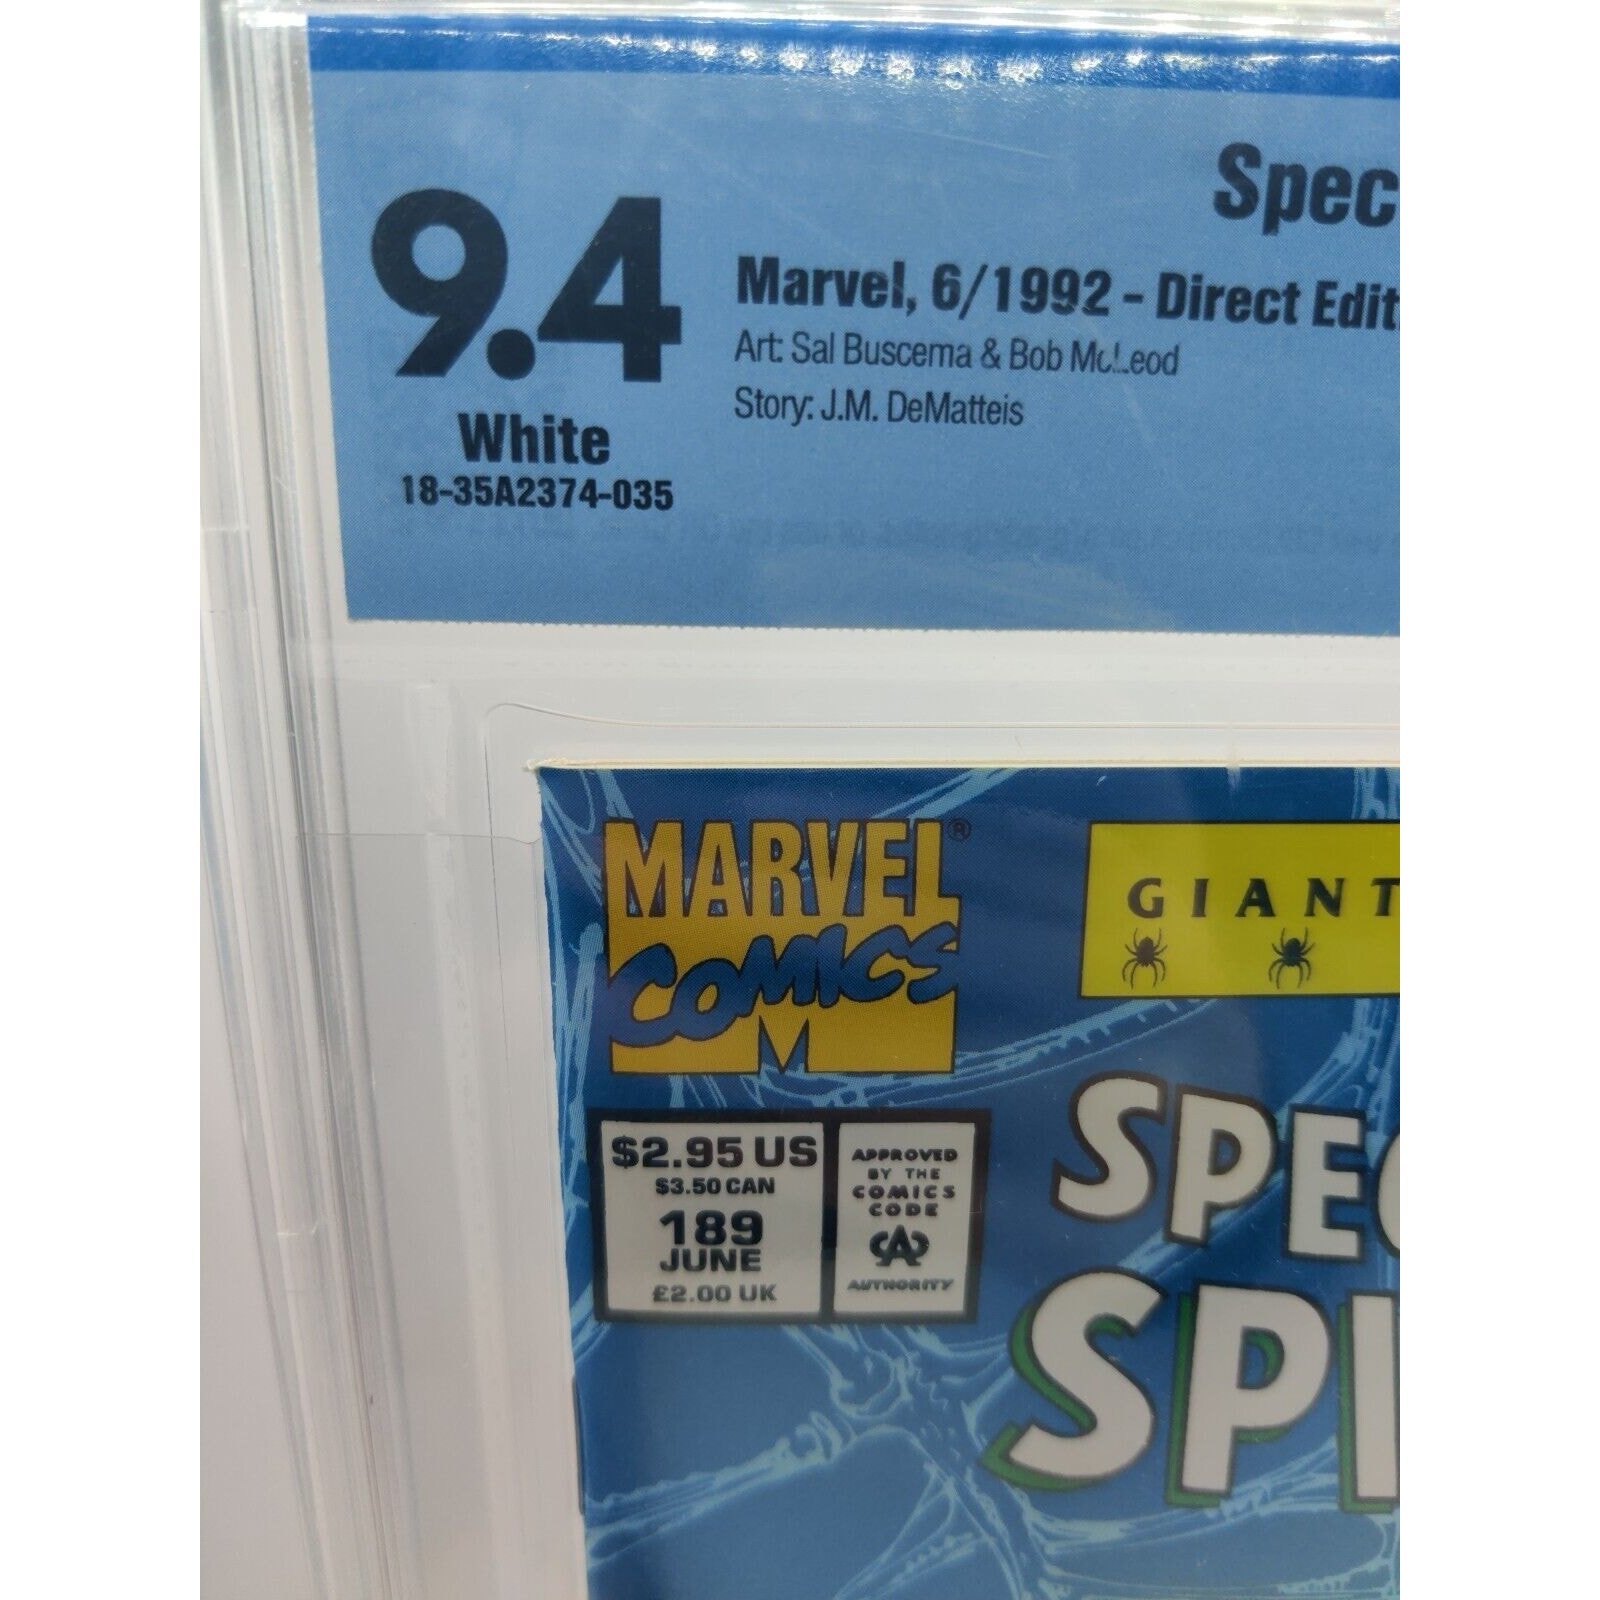 Spec
9.4
Marvel, 6/1992 - Direct Edit
Art: Sal Buscema & Bob McLeod
Story: J.M. DeMatteis
White
18-35A2374-035
MARVEL®
COMICS
M
GIANT
$2.95 US
$3.50 CAN
189
JUNE
£2.00 UK
APPROVED
BY THE
COMICS
CODE
CA
AUTHORITY
SPEC
SPI